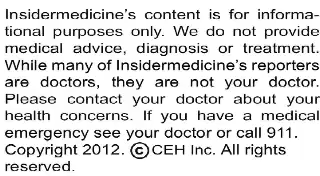 Insidermedicine's content is for informa-
tional purposes only. We do not provide
medical advice, diagnosis or treatment.
While many of Insidermedicine's reporters
are doctors, they are not your doctor.
Please contact your doctor about your
health concerns. If you have a medical
emergency see your doctor or call 911.
Copyright 2012. ©CEH Inc. All rights
reserved.